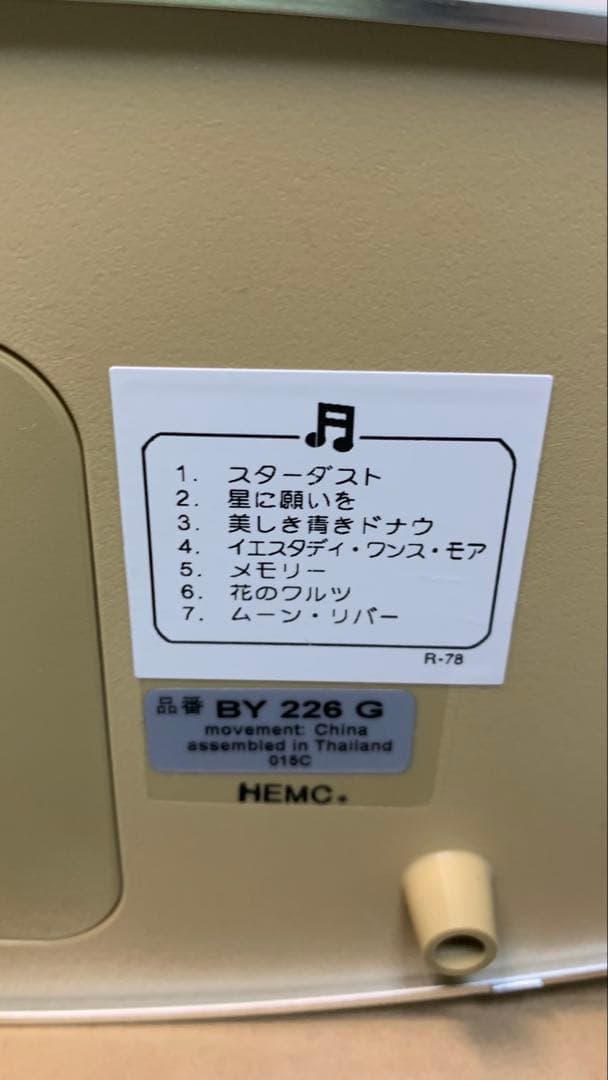 1. スターダスト
2. 星に願いを
3. 美しき青きドナウ
4. イエスタディ・ワンス・モア
5. メモリー
6. 花のワルツ
7. ムーン・リバー
R-78
品番 BY 226 G
movement: China
assembled in Thailand
015C
HEMC.